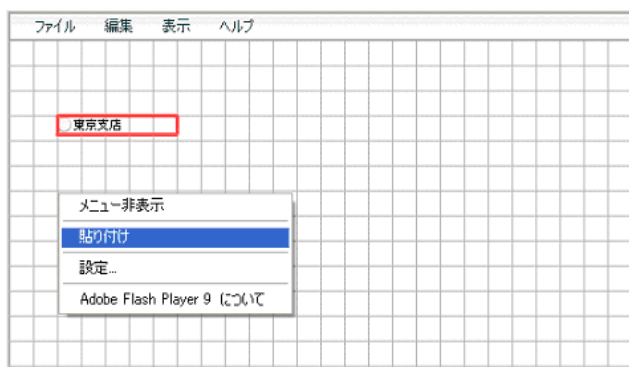 ファイル 編集 表示 ヘルプ
東京支店
メニュー非表示
貼り付け
設定...
Adobe Flash Player 9 について